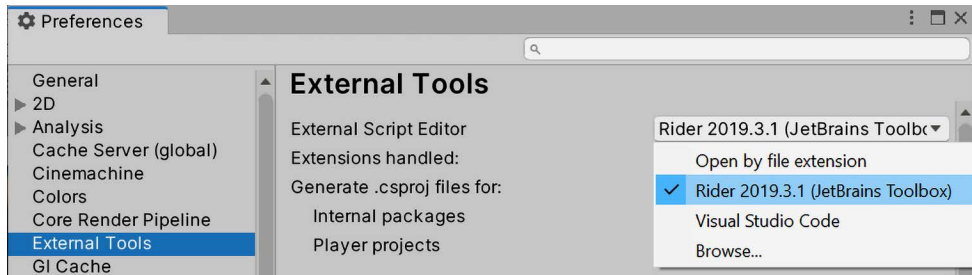 Preferences
General
2D
Analysis
Cache Server (global)
Cinemachine
Colors
Core Render Pipeline
External Tools
GI Cache
External Tools
External Script Editor
Rider 2019.3.1 (JetBrains Toolbo
Extensions handled:
Generate .csproj files for:
Internal packages
Player projects
Open by file extension
Rider 2019.3.1 (JetBrains Toolbox)
Visual Studio Code
Browse...